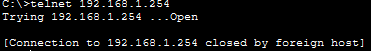 C:\>telnet 192.168.1.254
Trying 192.168.1.254 ...Open
[Connection to 192.168.1.254 closed by foreign host]